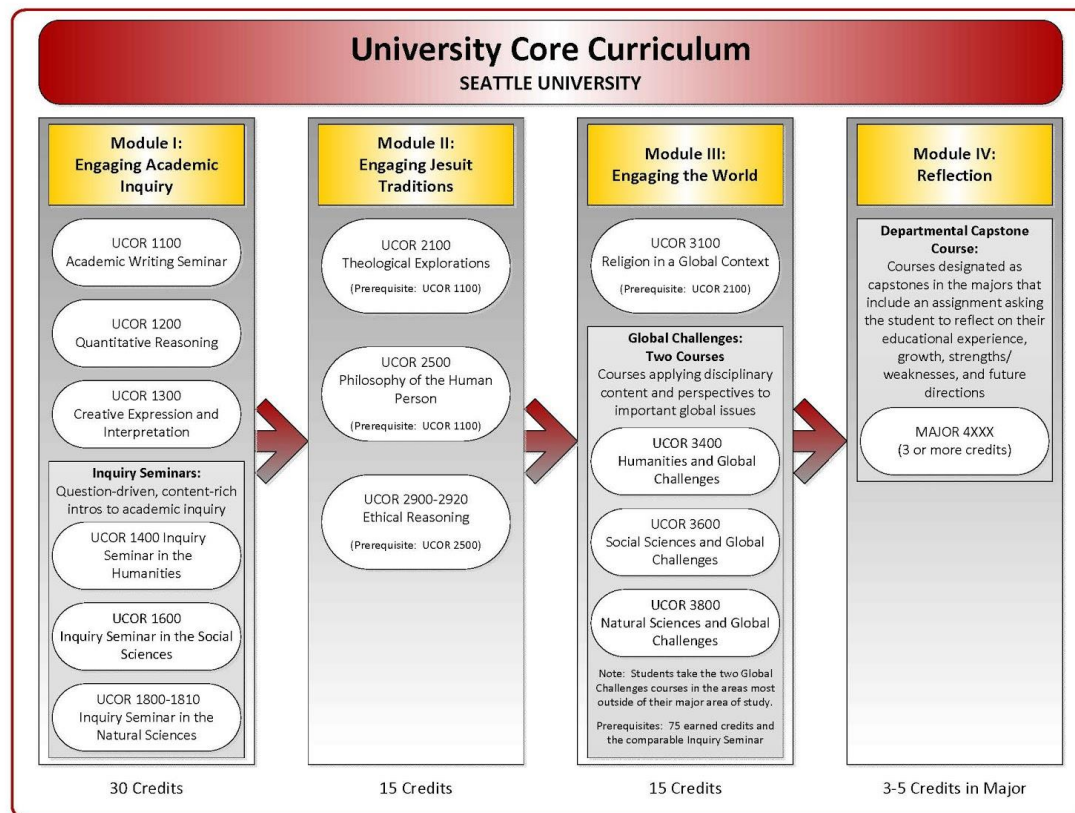 University Core Curriculum
SEATTLE UNIVERSITY
Module I:
Engaging Academic
Inquiry
UCOR 1100
Academic Writing Seminar
UCOR 1200
Quantitative Reasoning
UCOR 1300
Creative Expression and
Interpretation
Inquiry Seminars:
Question-driven, content-rich
intros to academic inquiry
UCOR 1400 Inquiry
Seminar in the
Humanities
UCOR 1600
Inquiry Seminar in the Social
Sciences
UCOR 1800-1810
Inquiry Seminar in the
Natural Sciences
30 Credits
Module II:
Engaging Jesuit
Traditions
UCOR 2100
Theological Explorations
(Prerequisite: UCOR 1100)
UCOR 2500
Philosophy of the Human
Person
(Prerequisite: UCOR 1100)
UCOR 2900-2920
Ethical Reasoning
(Prerequisite: UCOR 2500)
15 Credits
Module III:
Engaging the World
UCOR 3100
Religion in a Global Context
(Prerequisite: UCOR 2100)
Global Challenges:
Two Courses
Courses applying disciplinary
content and perspectives to
important global issues
UCOR 3400
Humanities and Global
Challenges
UCOR 3600
Social Sciences and Global
Challenges
UCOR 3800
Natural Sciences and Global
Challenges
Note: Students take the two Global
Challenges courses in the areas most
outside of their major area of study.
Prerequisites: 75 earned credits and
the comparable Inquiry Seminar
15 Credits
Module IV:
Reflection
Departmental Capstone
Course:
Courses designated as
capstones in the majors that
include an assignment asking
the student to reflect on their
educational experience,
growth, strengths/
weaknesses, and future
directions
MAJOR 4XXX
(3 or more credits)
3-5 Credits in Major